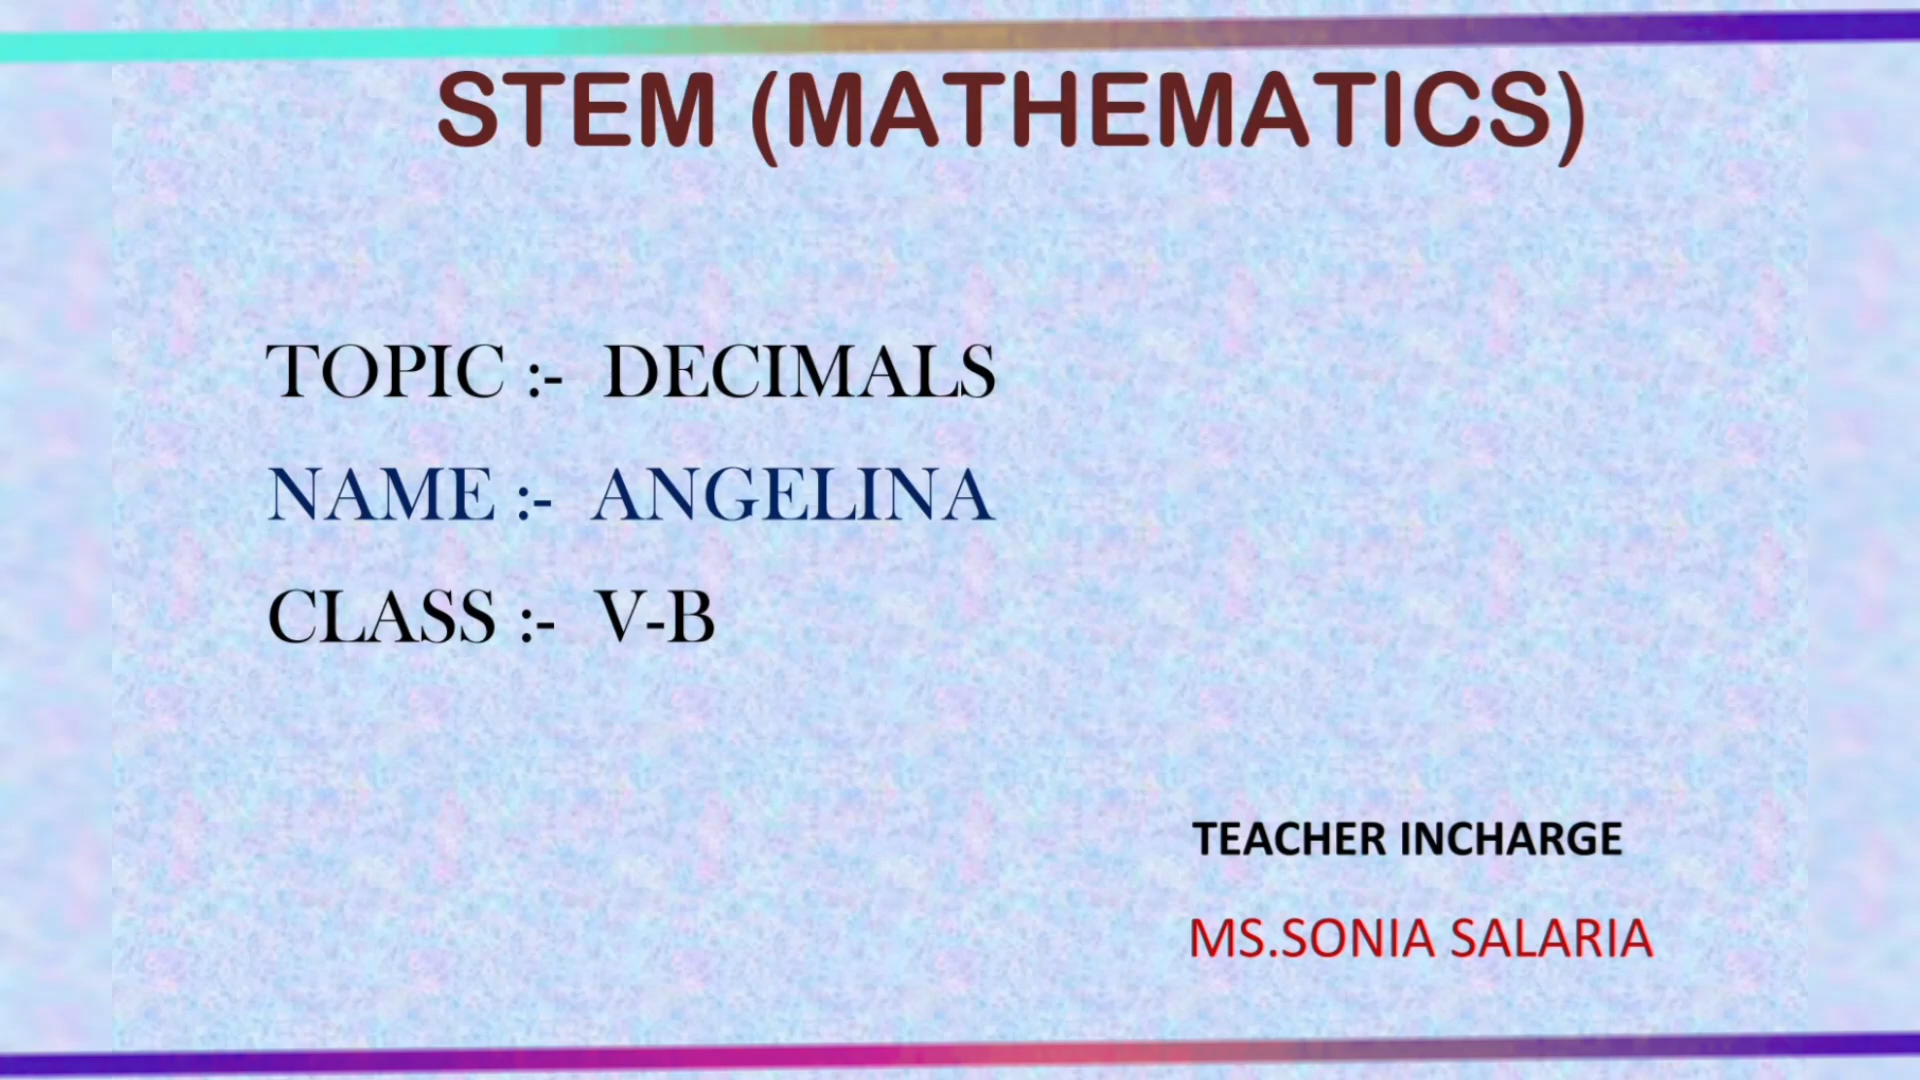 STEM (MATHEMATICS)
TOPIC :- DECIMALS
NAME :- ANGELINA
CLASS :- V-B
TEACHER INCHARGE
MS.SONIA SALARIA